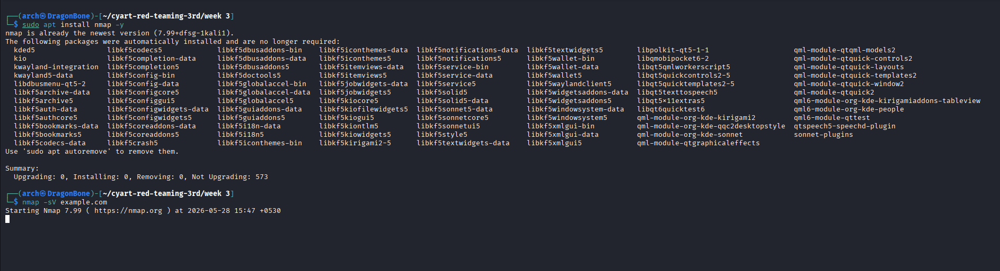 ┌──(arch㉿DragonBone)-[~/cyart-red-teaming-3rd/week 3]
└─$ sudo apt install nmap -y
nmap is already the newest version (7.99+dfsg-1kali1).
The following packages were automatically installed and are no longer required:
  kded5                libkf5codecs5            libkf5dbusaddons-bin    libkf5iconthemes-data  libkf5notifications-data  libkf5textwidgets5        libpolkit-qt5-1-1                    qml-module-qtqml-models2
  kio                  libkf5completion-data    libkf5dbusaddons-data   libkf5iconthemes5      libkf5notifications5      libkf5wallet-bin          libqmobipocket6-2                    qml-module-qtquick-controls2
  kwayland-integration  libkf5completion5        libkf5dbusaddons5       libkf5itemviews-data   libkf5service-bin         libkf5wallet-data         libqt5qmlworkerscript5               qml-module-qtquick-layouts
  kwayland5-data       libkf5config-bin         libkf5doctools5         libkf5itemviews5       libkf5service-data        libkf5wallet5             libqt5quickcontrols2-5               qml-module-qtquick-templates2
  libdbusmenu-qt5-2    libkf5config-data        libkf5globalaccel-bin   libkf5jobwidgets-data  libkf5service5            libkf5waylandclient5      libqt5quicktemplates2-5              qml-module-qtquick-window2
  libkf5archive-data   libkf5configcore5        libkf5globalaccel-data  libkf5jobwidgets5      libkf5solid5              libkf5widgetsaddons-data  libqt5texttospeech5                  qml-module-qtquick2
  libkf5archive5       libkf5configgui5         libkf5globalaccel5      libkf5kiocore5         libkf5solid5-data         libkf5widgetsaddons5      libqt5×11extras5                     qml6-module-org-kde-kirigamiaddons-tableview
  libkf5auth-data      libkf5configwidgets-data  libkf5guiaddons-data    libkf5kiofilewidgets5  libkf5sonnet5-data        libkf5windowsystem-data   libqt6quicktest6                     qml6-module-org-kde-people
  libkf5authcore5      libkf5configwidgets5     libkf5guiaddons5        libkf5kiogui5          libkf5sonnetcore5         libkf5windowsystem5       qml-module-org-kde-kirigami2         qml6-module-qttest
  libkf5bookmarks-data  libkf5coreaddons-data    libkf5i18n-data         libkf5kiontlm5         libkf5sonnetui5           libkf5xmlgui-bin          qml-module-org-kde-qqc2desktopstyle  qtspeech5-speechd-plugin
  libkf5bookmarks5     libkf5coreaddons5        libkf5i18n5             libkf5kiowidgets5      libkf5style5              libkf5xmlgui-data         qml-module-org-kde-sonnet            sonnet-plugins
  libkf5codecs-data    libkf5crash5             libkf5iconthemes-bin    libkf5kirigami2-5      libkf5textwidgets-data    libkf5xmlgui5             qml-module-qtgraphicaleffects
Use 'sudo apt autoremove' to remove them.
Summary:
  Upgrading: 0, Installing: 0, Removing: 0, Not Upgrading: 573
┌──(arch㉿DragonBone)-[~/cyart-red-teaming-3rd/week 3]
└─$ nmap -sV example.com
Starting Nmap 7.99 ( https://nmap.org ) at 2026-05-28 15:47 +0530